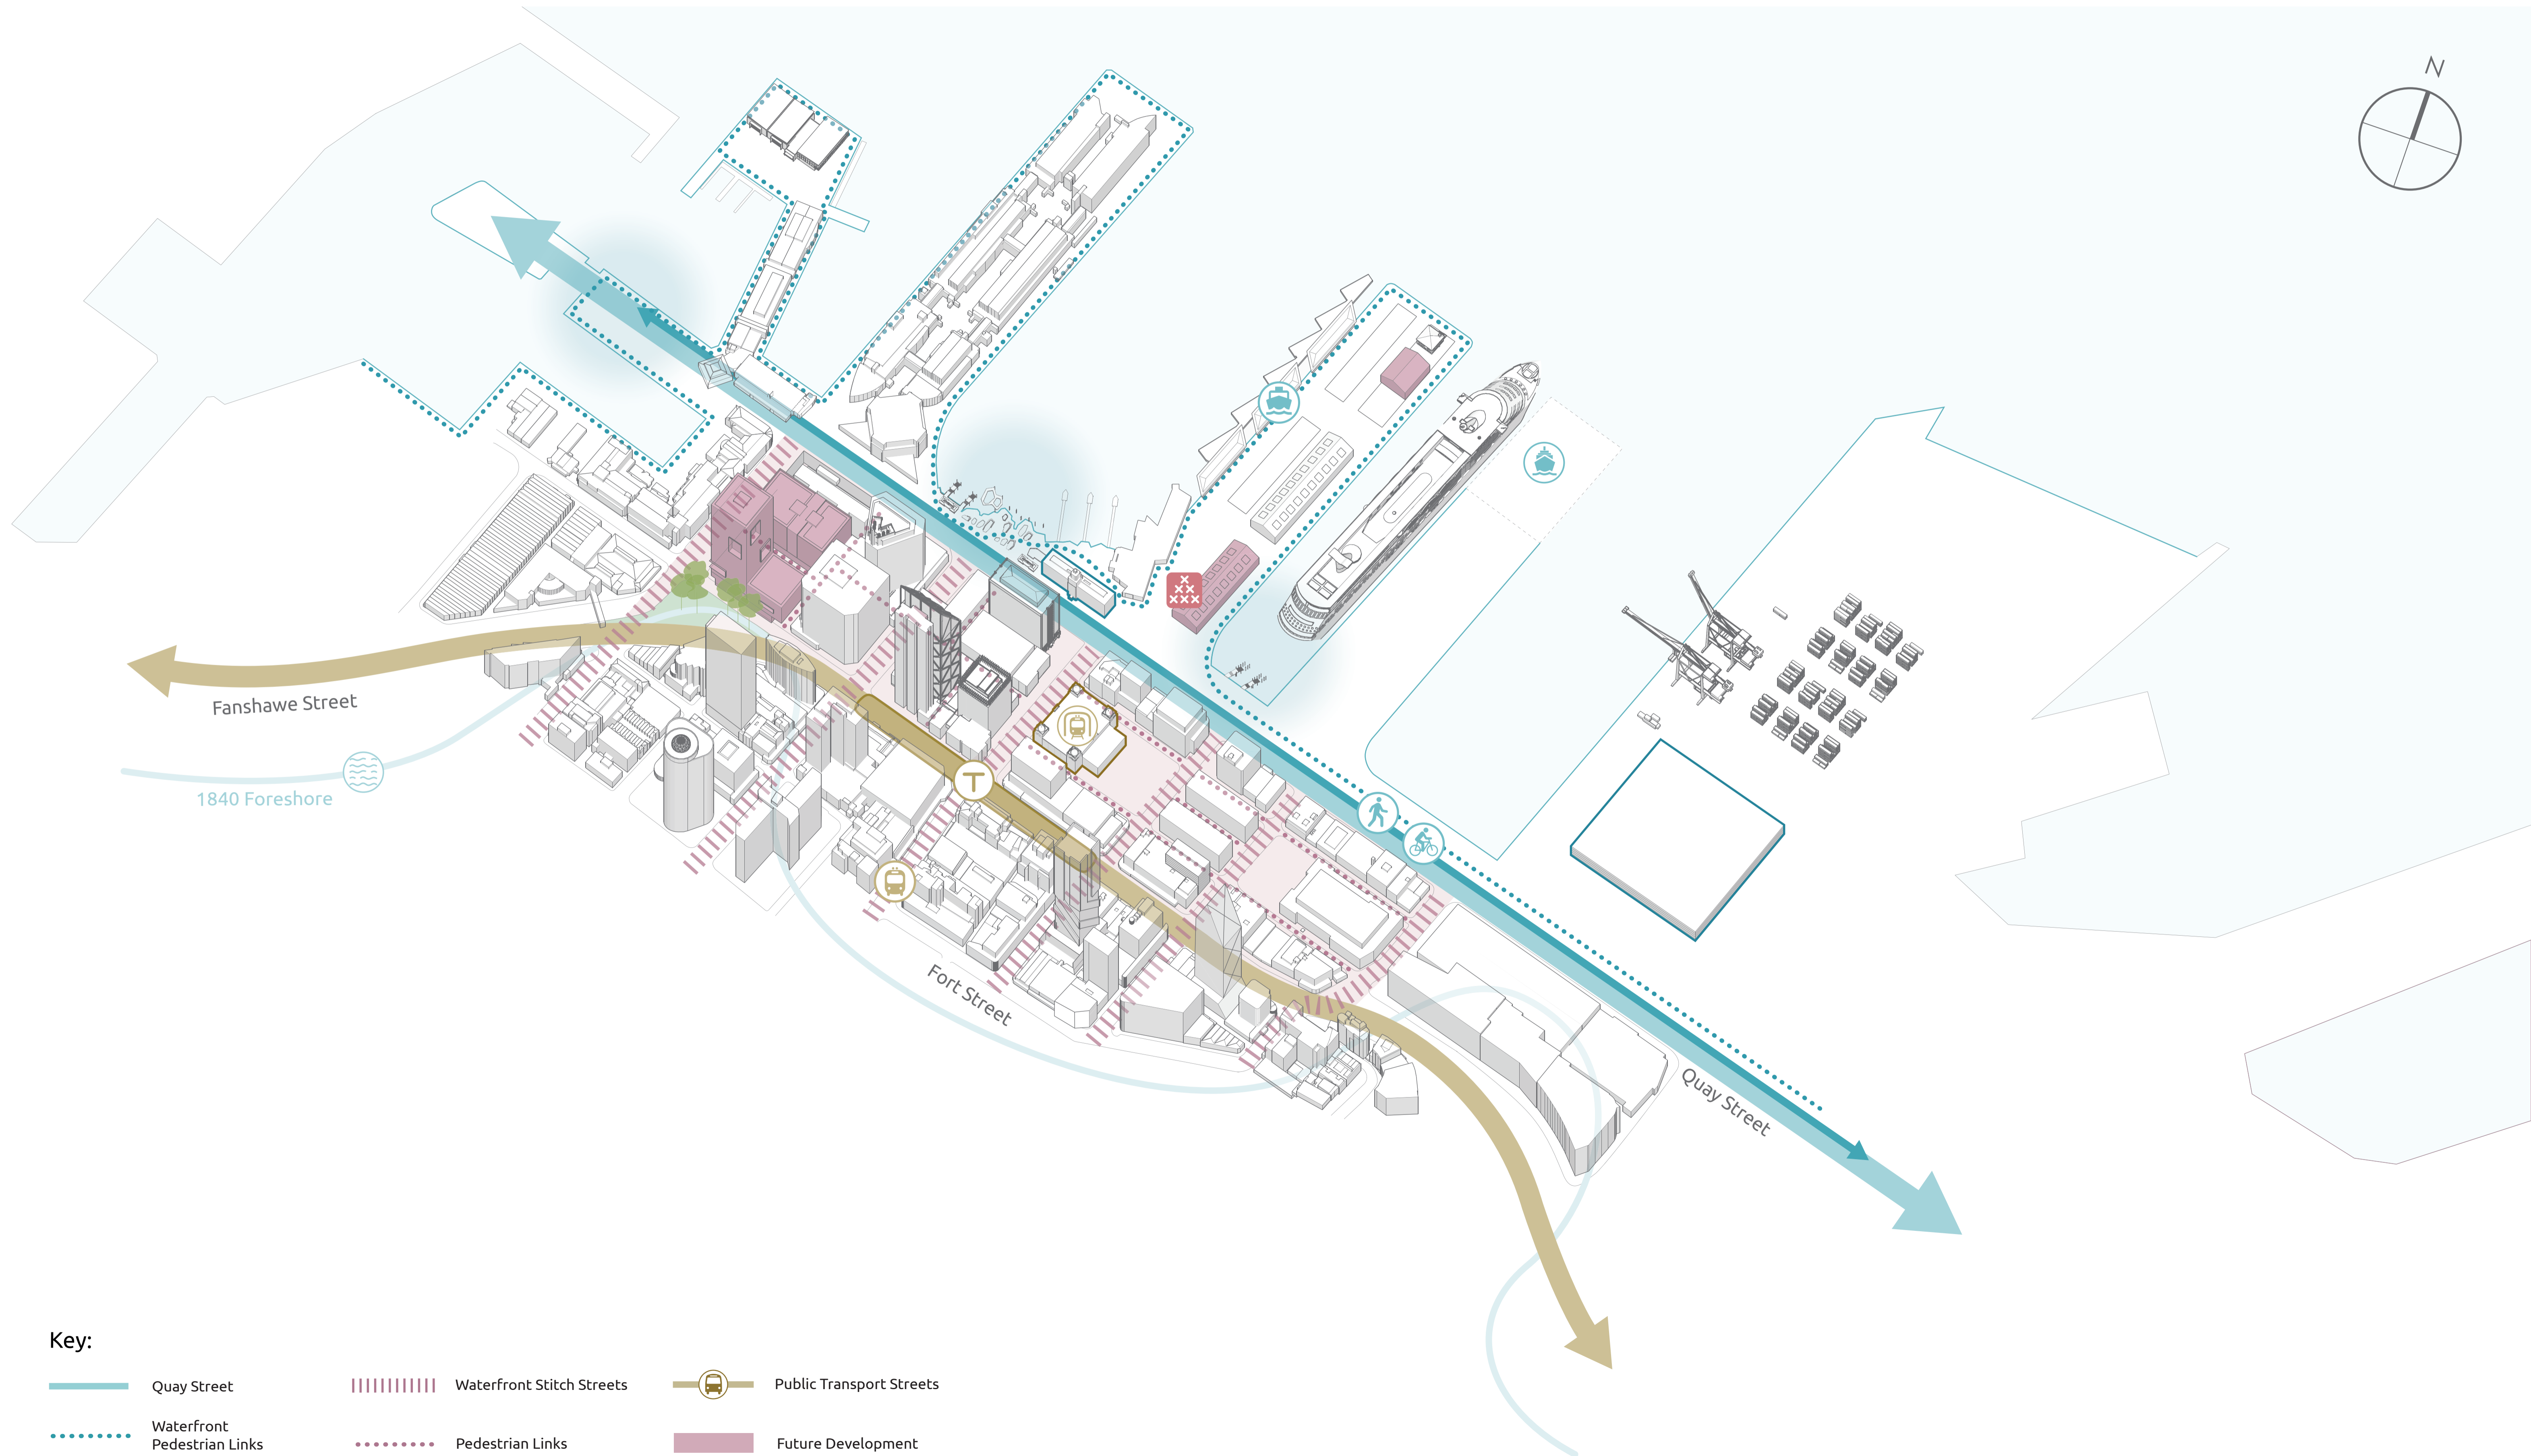 N
Fanshawe Street
1840 Foreshore
T
Fort Street
Quay Street
Key:
Quay Street
Waterfront Stitch Streets
Public Transport Streets
Waterfront
Pedestrian Links
Pedestrian Links
Future Development